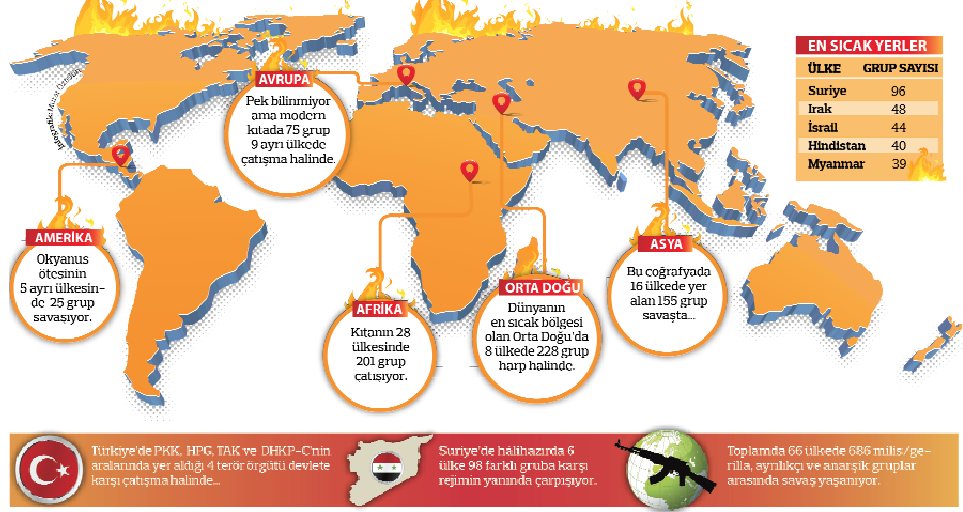 EN SICAK YERLER
ÜLKE GRUP SAYISI
Suriye 96
Irak 48
İsrail 44
Hindistan 40
Myanmar 39
AVRUPA
Pek bilinmiyor
ama modern
kıtada 75 grup
9 ayrı ülkede
çatışma halinde.
AMERİKA
Okyanus
ötesinin
5 ayrı ülkesin-
de 25 grup
savaşıyor.
AFRİKA
Kıtanın 28
ülkesinde
201 grup
çatışıyor.
ORTA DOĞU
Dünyanın
en sıcak bölgesi
olan Orta Doğu'da
8 ülkede 228 grup
harp halinde.
ASYA
Bu coğrafyada
16 ülkede yer
alan 155 grup
savaşta....
Türkiye'de PKK, HPG, TAK ve DHKP-C'nin
aralarında yer aldığı 4 terör örgütü devlete
karşı çatışma halinde...
Suriye'de hâlihazırda 6
ülke 98 farklı gruba karşı
rejimin yanında çarpışıyor.
Toplamda 66 ülkede 686 milis/ge-
rilla, ayrılıkçı ve anarşik gruplar
arasında savaş yaşanıyor.